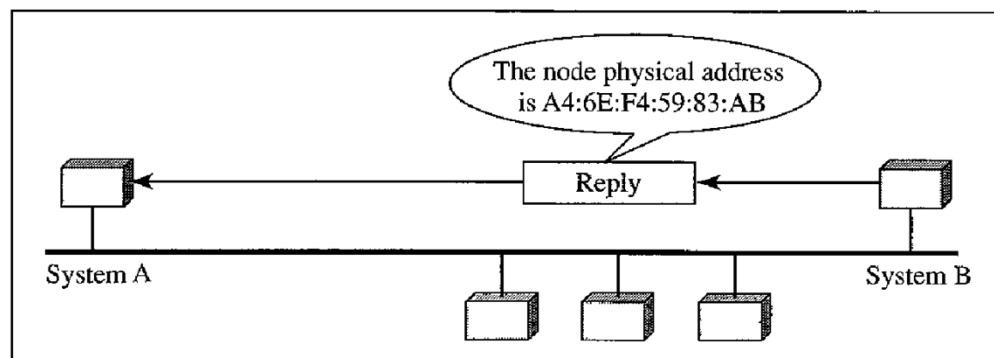 The node physical address
is A4:6E:F4:59:83:AB
Reply
System A
System B